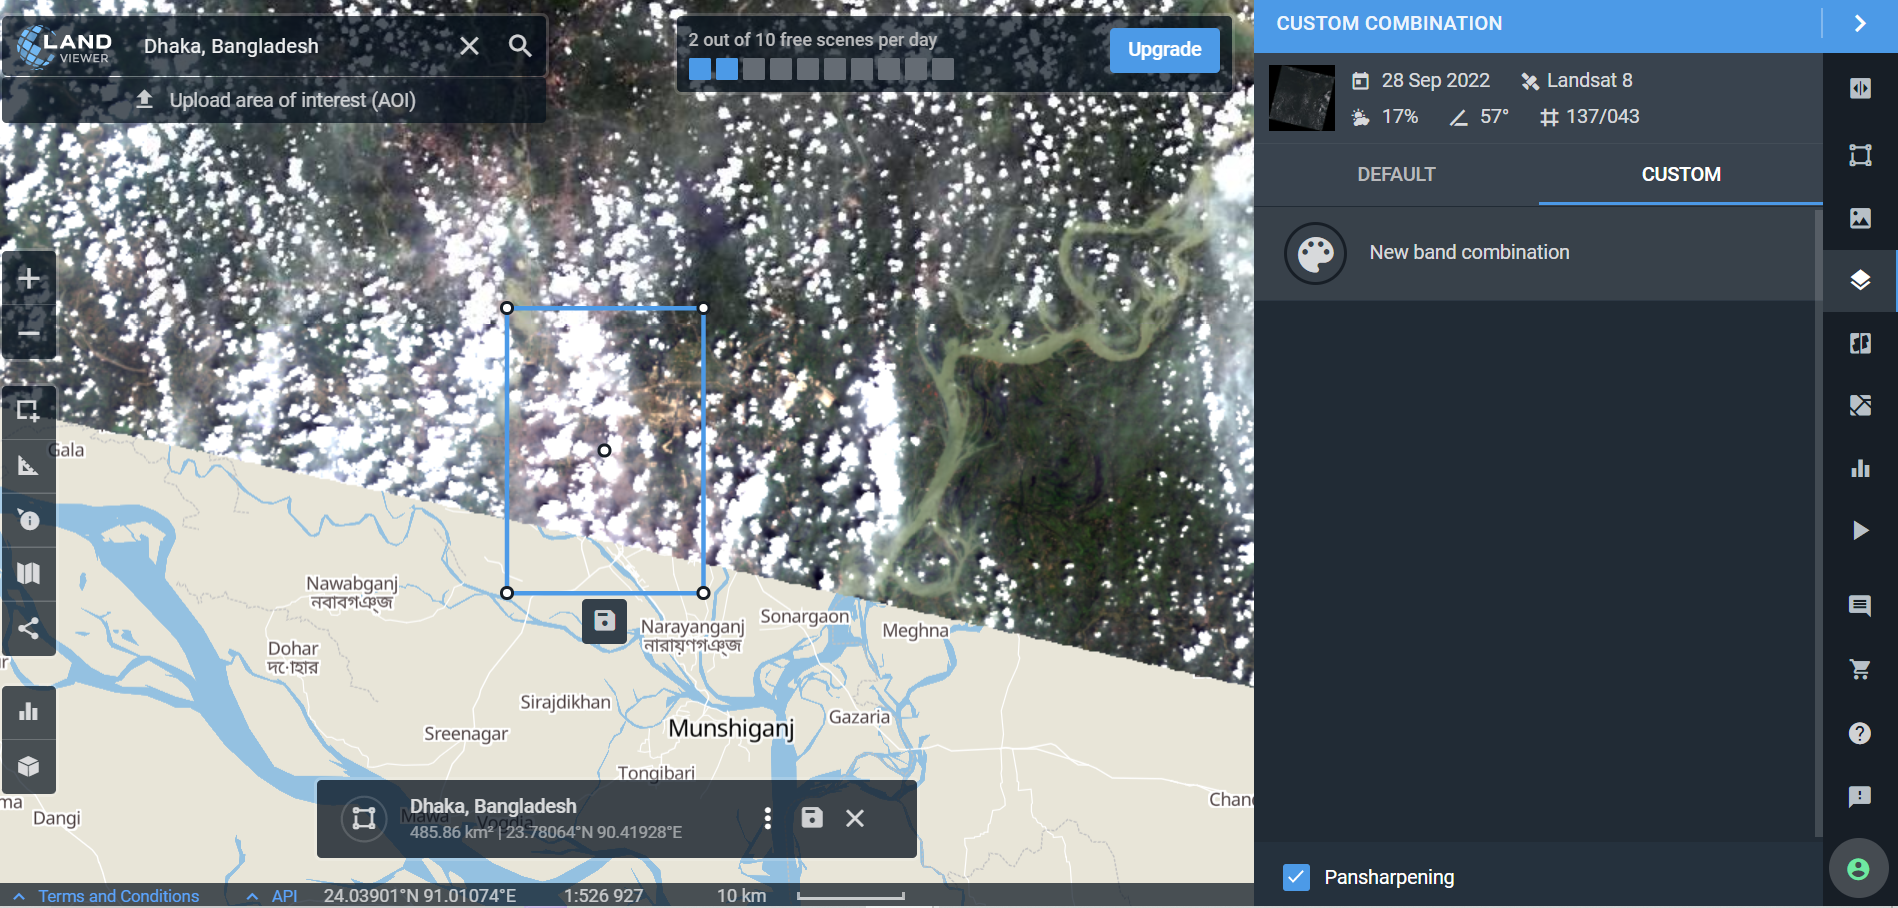 LAND
VIEWER
Dhaka, Bangladesh
Upload area of interest (AOI)
2 out of 10 free scenes per day
Upgrade
CUSTOM COMBINATION
28 Sep 2022
Landsat 8
17%
57°
137/043
DEFAULT
CUSTOM
New band combination
Gala
Nawabganj
নবাবগঞ্জ
Dohar
দোহার
Narayanganj
নারায়ণগঞ্জ
Sonargaon
Meghna
Sirajdikhan
Sreenagar
Munshiganj
Gazaria
Tongibari
Dangi
ma
Chand
Mawa
Dhaka, Bangladesh
485.86 km² | 23.78064°N 90.41928°E
Terms and Conditions
API
24.03901°N 91.01074°E
1:526 927
10 km
Pansharpening